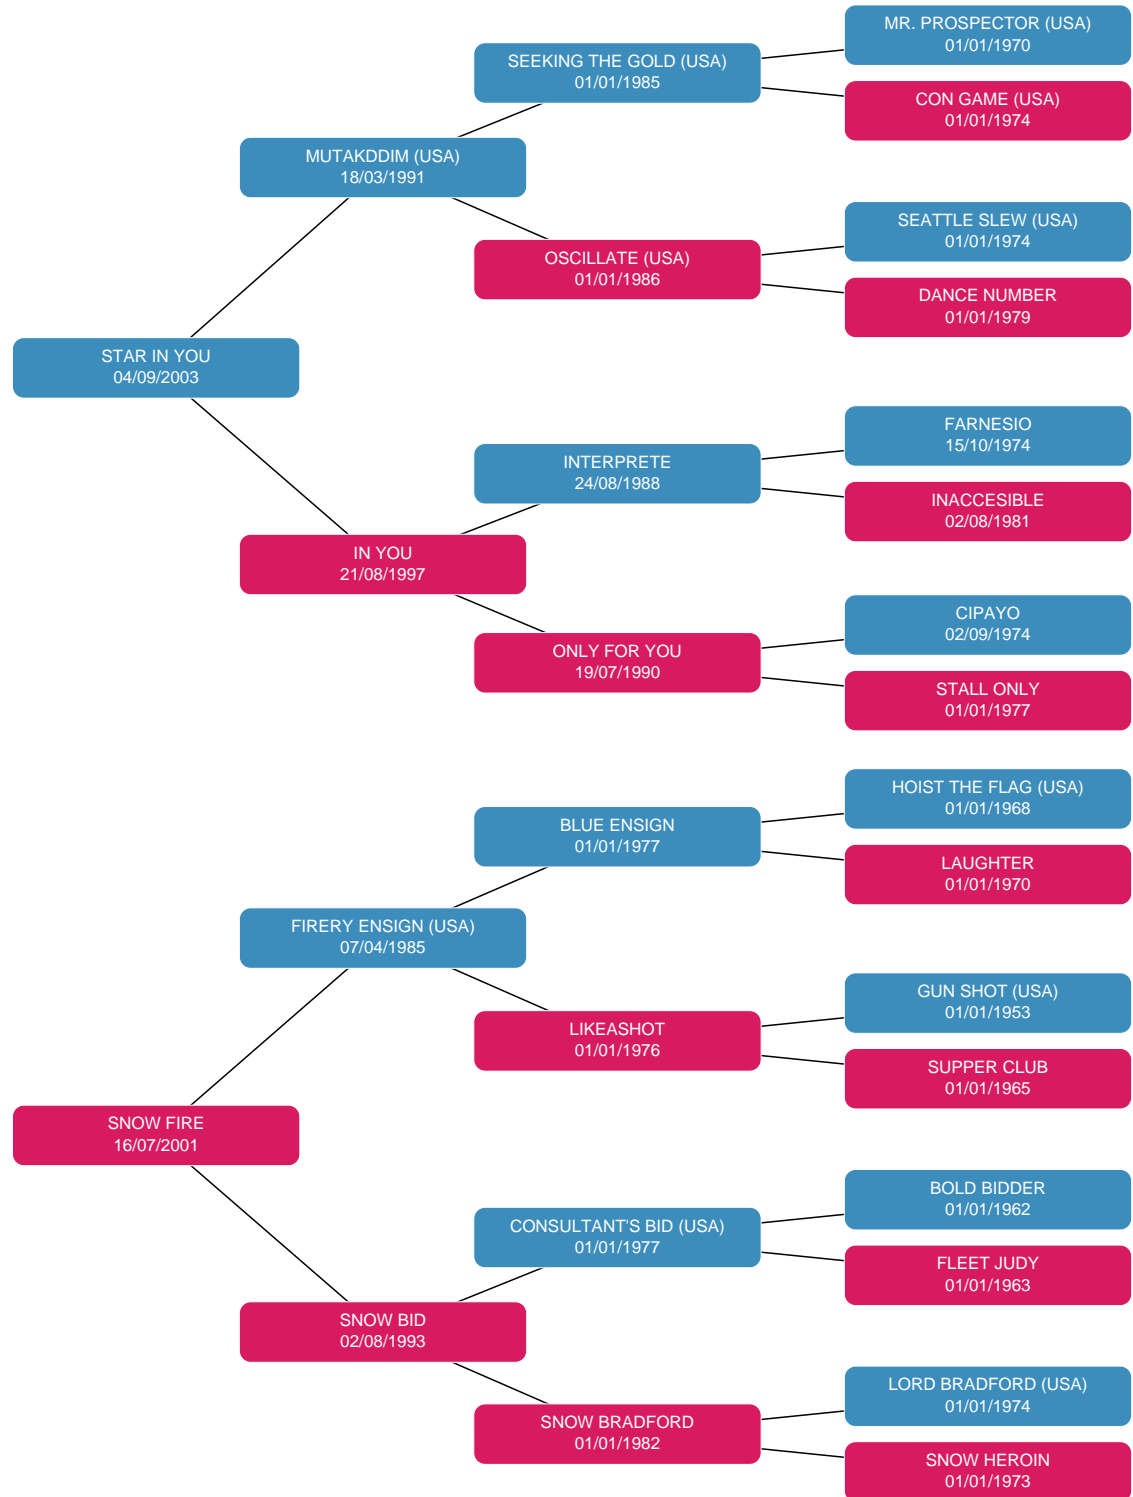 MR. PROSPECTOR (USA)
01/01/1970
SEEKING THE GOLD (USA)
01/01/1985
CON GAME (USA)
01/01/1974
MUTAKDDIM (USA)
18/03/1991
SEATTLE SLEW (USA)
01/01/1974
OSCILLATE (USA)
01/01/1986
DANCE NUMBER
01/01/1979
STAR IN YOU
04/09/2003
FARNESIO
15/10/1974
INTERPRETE
24/08/1988
INACCESIBLE
02/08/1981
IN YOU
21/08/1997
CIPAYO
02/09/1974
ONLY FOR YOU
19/07/1990
STALL ONLY
01/01/1977
HOIST THE FLAG (USA)
01/01/1968
BLUE ENSIGN
01/01/1977
LAUGHTER
01/01/1970
FIRERY ENSIGN (USA)
07/04/1985
GUN SHOT (USA)
01/01/1953
LIKEASHOT
01/01/1976
SUPPER CLUB
01/01/1965
SNOW FIRE
16/07/2001
BOLD BIDDER
01/01/1962
CONSULTANT'S BID (USA)
01/01/1977
FLEET JUDY
01/01/1963
SNOW BID
02/08/1993
LORD BRADFORD (USA)
01/01/1974
SNOW BRADFORD
01/01/1982
SNOW HEROIN
01/01/1973